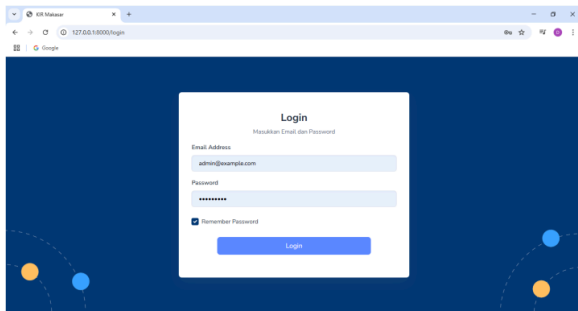 KIR Makasar
127.0.0.1:8000/login
Google
Login
Masukkan Email dan Password
Email Address
admin@example.com
Password
•••••••••
Remember Password
Login